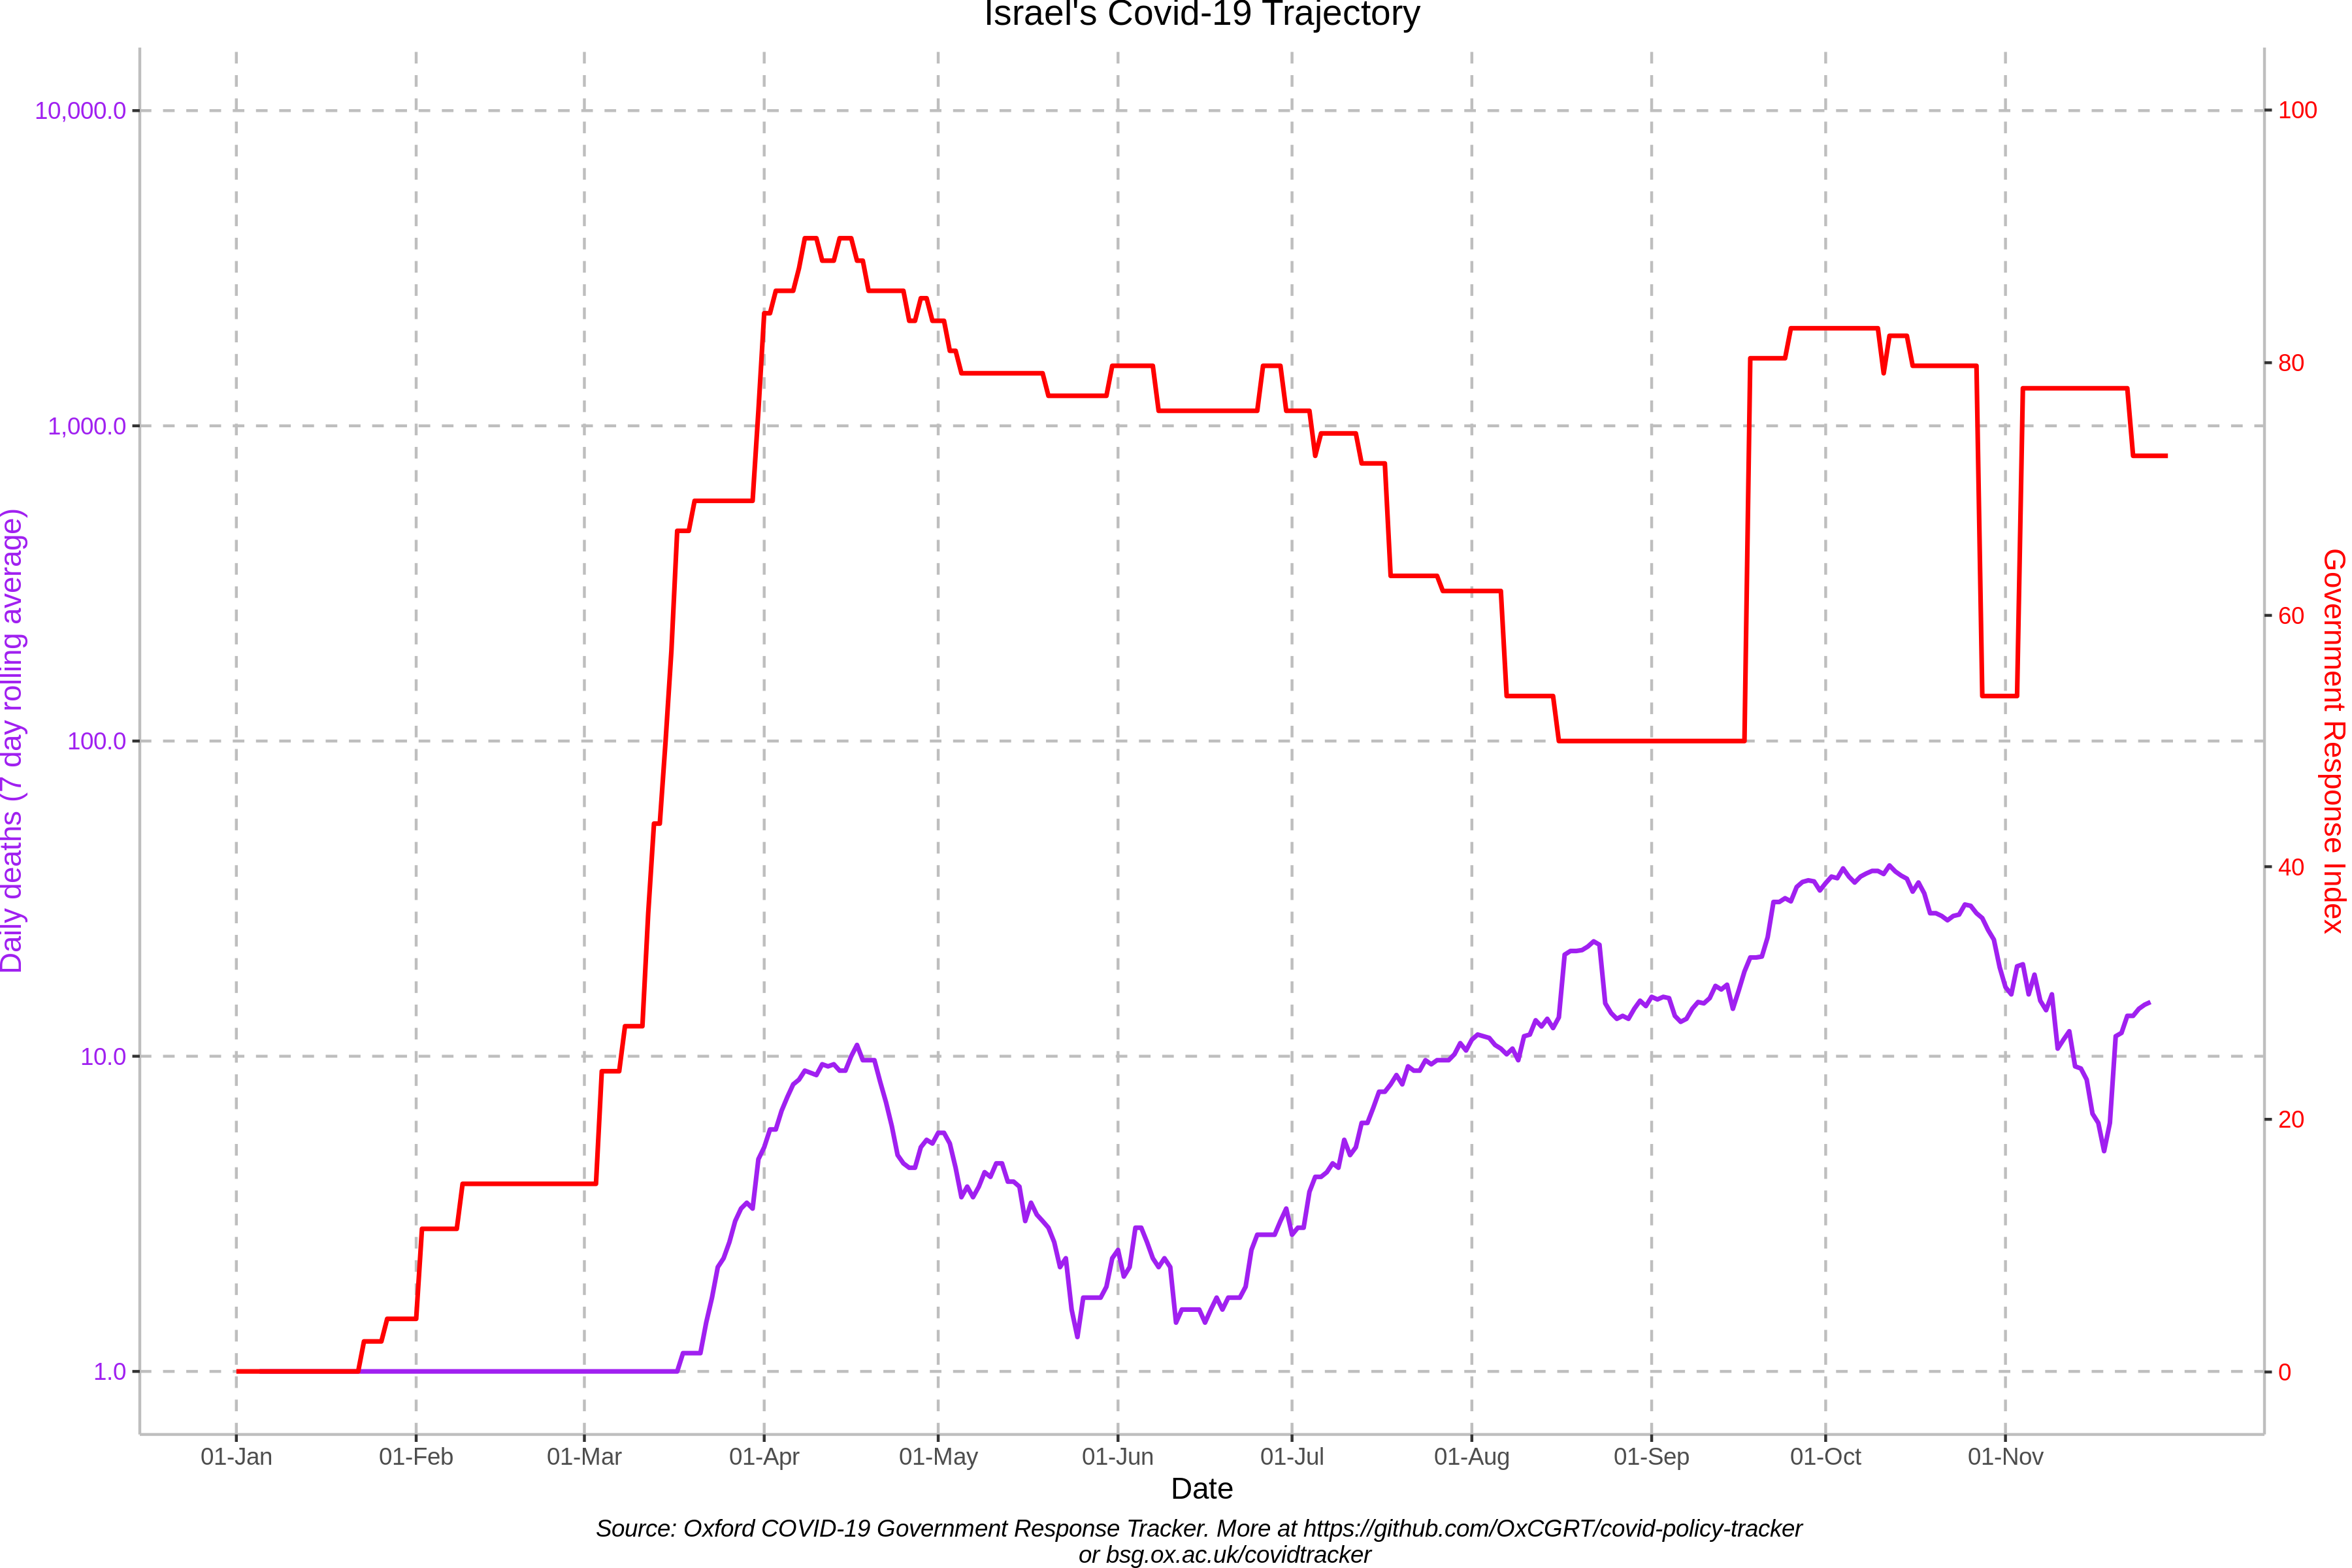 Israel's Covid-19 Trajectory
10,000.0
1,000.0
100.0
10.0
1.0
Daily deaths (7 day rolling average)
100
80
60
40
20
0
Government Response Index
01-Jan
01-Feb
01-Mar
01-Apr
01-May
01-Jun
01-Jul
01-Aug
01-Sep
01-Oct
01-Nov
Date
Source: Oxford COVID-19 Government Response Tracker. More at https://github.com/OxCGRT/covid-policy-tracker
or bsg.ox.ac.uk/covidtracker